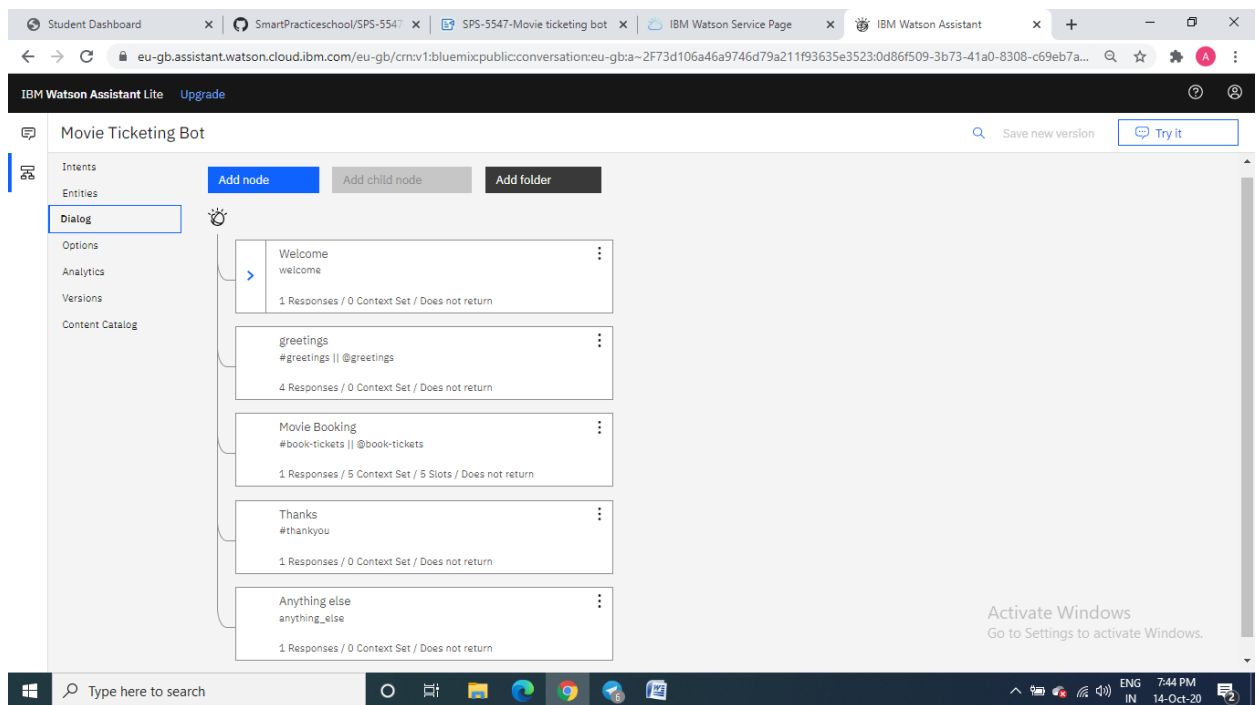 Student Dashboard
SmartPracticeschool/SPS-5547
SPS-5547-Movie ticketing bot
IBM Watson Service Page
IBM Watson Assistant
eu-gb.assistant.watson.cloud.ibm.com/eu-gb/crn:v1:bluemix:public:conversation:eu-gb:a~2F73d106a46a9746d79a211f93635e3523:0d86f509-3b73-41a0-8308-c69eb7a...
A
IBM Watson Assistant Lite Upgrade
Movie Ticketing Bot
Save new version
Try it
Intents
Entities
Dialog
Options
Analytics
Versions
Content Catalog
Add node
Add child node
Add folder
Welcome
welcome
1 Responses / 0 Context Set / Does not return
greetings
#greetings || @greetings
4 Responses / 0 Context Set / Does not return
Movie Booking
#book-tickets || @book-tickets
1 Responses / 5 Context Set / 5 Slots / Does not return
Thanks
#thankyou
1 Responses / 0 Context Set / Does not return
Anything else
anything_else
1 Responses / 0 Context Set / Does not return
Activate Windows
Go to Settings to activate Windows.
Type here to search
6
ENG
IN
7:44 PM
14-Oct-20
2